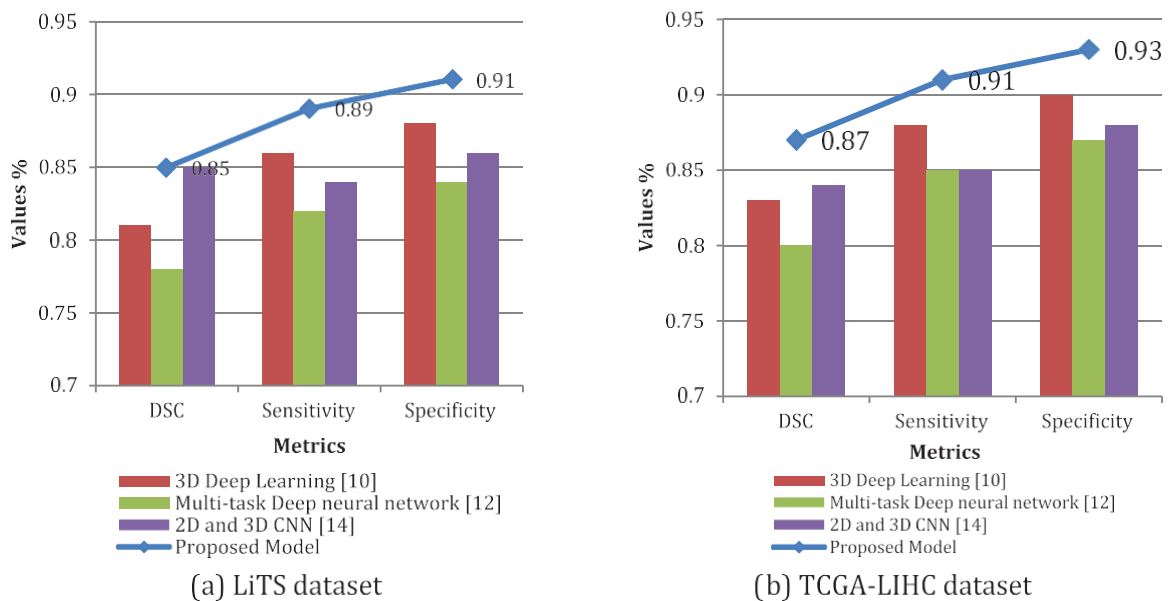 0.95
0.9
0.85
0.8
0.75
0.7
Values %
0.85
0.89
0.91
DSC
Sensitivity
Specificity
Metrics
3D Deep Learning [10]
Multi-task Deep neural network [12]
2D and 3D CNN [14]
Proposed Model
(a) LiTS dataset
0.95
0.9
0.85
0.8
0.75
0.7
Values %
0.87
0.91
0.93
DSC
Sensitivity
Specificity
Metrics
3D Deep Learning [10]
Multi-task Deep neural network [12]
2D and 3D CNN [14]
Proposed Model
(b) TCGA-LIHC dataset